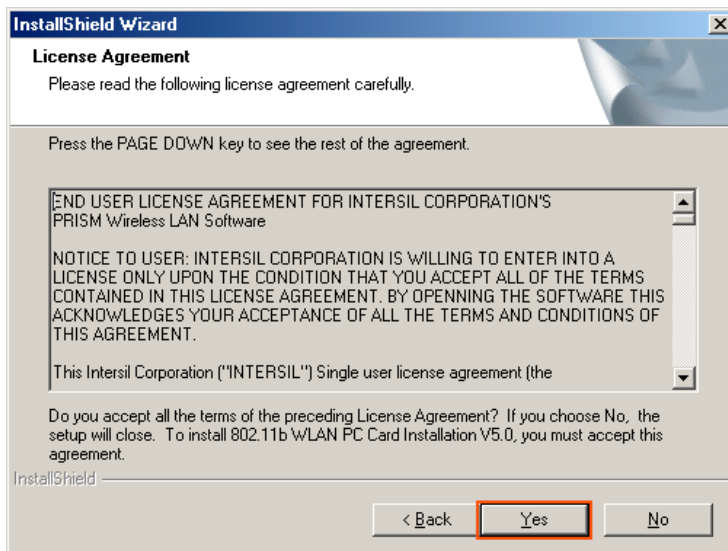 InstallShield Wizard
License Agreement
Please read the following license agreement carefully.
Press the PAGE DOWN key to see the rest of the agreement.
END USER LICENSE AGREEMENT FOR INTERSIL CORPORATION'S
PRISM Wireless LAN Software
NOTICE TO USER: INTERSIL CORPORATION IS WILLING TO ENTER INTO A
LICENSE ONLY UPON THE CONDITION THAT YOU ACCEPT ALL OF THE TERMS
CONTAINED IN THIS LICENSE AGREEMENT. BY OPENNING THE SOFTWARE THIS
ACKNOWLEDGES YOUR ACCEPTANCE OF ALL THE TERMS AND CONDITIONS OF
THIS AGREEMENT.
This Intersil Corporation ("INTERSIL") Single user license agreement (the
Do you accept all the terms of the preceding License Agreement? If you choose No, the
setup will close. To install 802.11b WLAN PC Card Installation V5.0, you must accept this
agreement.
InstallShield
< Back Yes No